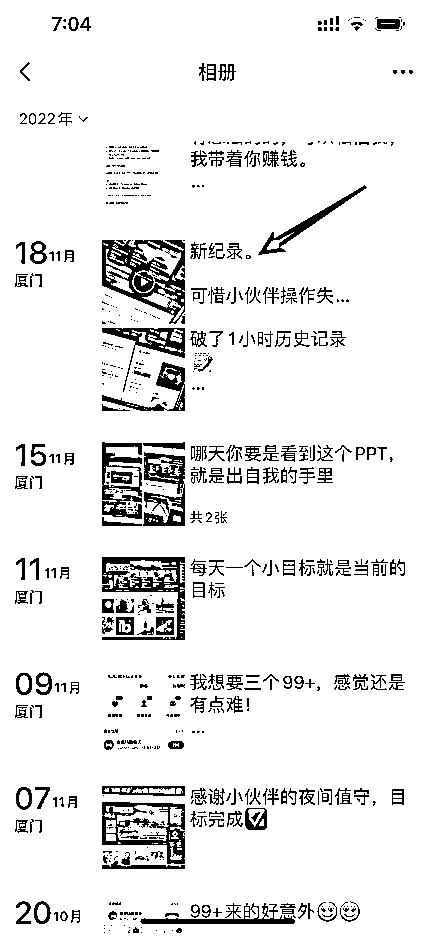 7:04
相册
2022年
我带着你赚钱。
...
18 11月
厦门
新纪录。
可惜小伙伴操作失...
破了1小时历史记录
...
15 11月
厦门
哪天你要是看到这个PPT,
就是出自我的手里
共2张
11 11月
厦门
每天一个小目标就是当前的
目标
09 11月
厦门
我想要三个99+，感觉还是
有点难！
...
07 11月
厦门
感谢小伙伴的夜间值守，目
标完成✅
20 10月
99+来的好意外